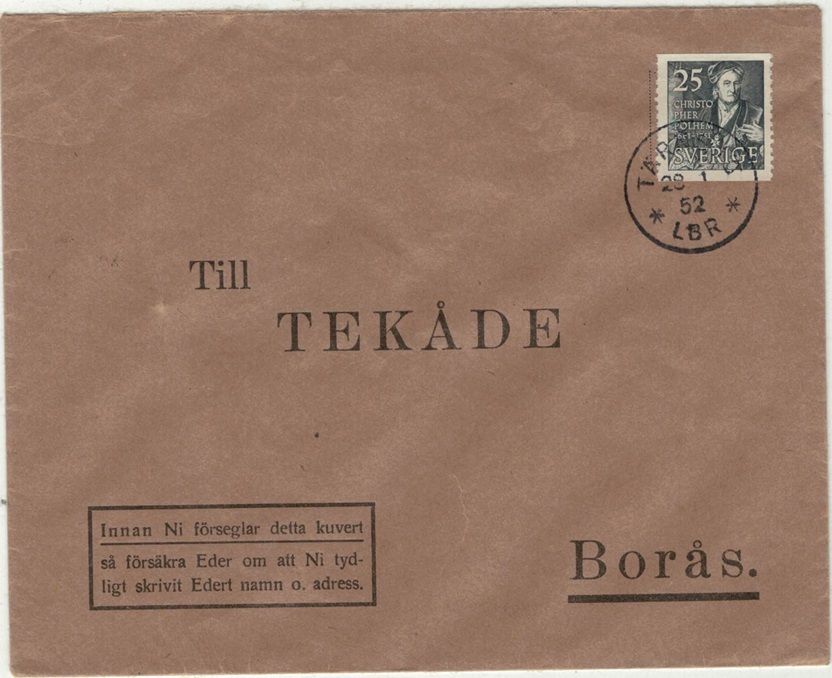 25
CHRISTO
PHER
POLHEM
SVERIGE
28 1
52
* LBR *
Till
TEKÅDE
Innan Ni förseglar detta kuvert
så försäkra Eder om att Ni tyd-
ligt skrivit Edert namn o. adress.
Borås.